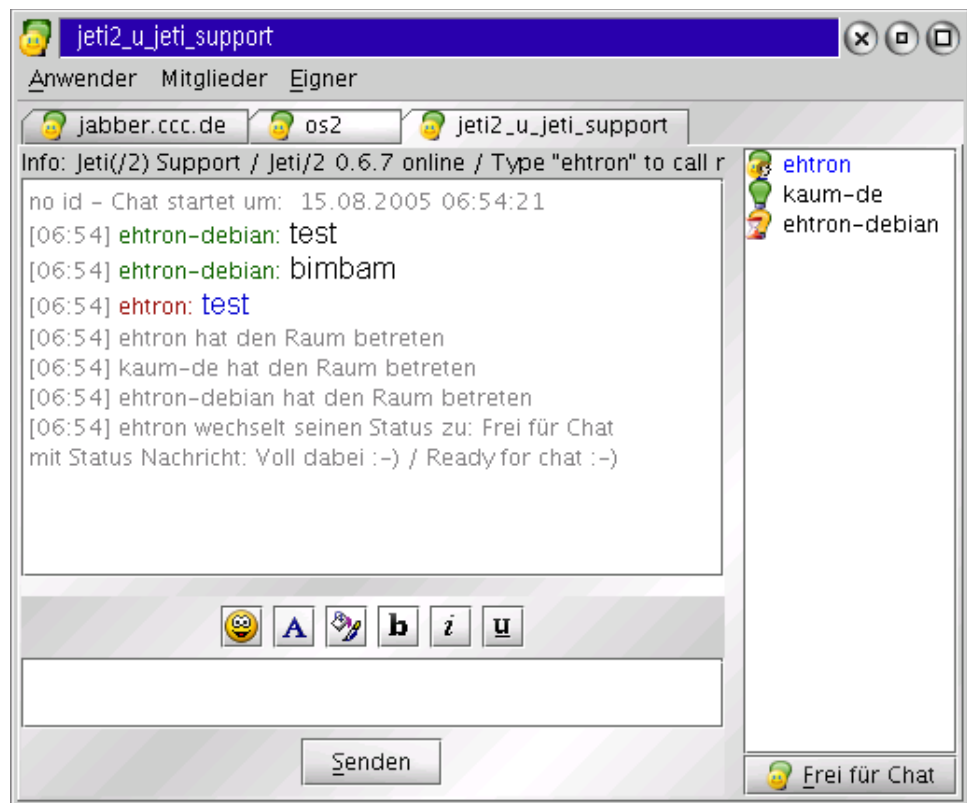 jeti2_u_jeti_support
Anwender Mitglieder Eigner
jabber.ccc.de os2 jeti2_u_jeti_support
Info: Jeti(/2) Support / Jeti/2 0.6.7 online / Type "ehtron" to call r
no id – Chat startet um: 15.08.2005 06:54:21
[06:54] ehtron-debian: test
[06:54] ehtron-debian: bimbam
[06:54] ehtron: test
[06:54] ehtron hat den Raum betreten
[06:54] kaum-de hat den Raum betreten
[06:54] ehtron-debian hat den Raum betreten
[06:54] ehtron wechselt seinen Status zu: Frei für Chat
mit Status Nachricht: Voll dabei :-) / Ready for chat :-)
ehtron
kaum-de
ehtron-debian
A b i u
Senden
Frei für Chat